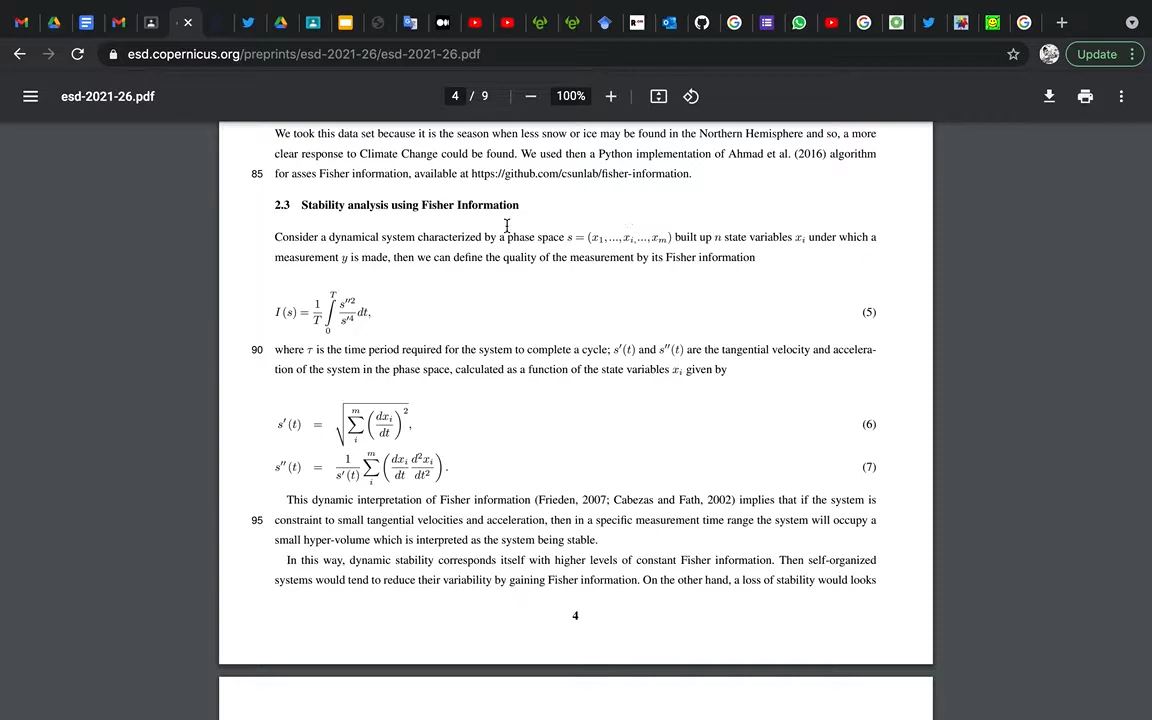 esd.copernicus.org/preprints/esd-2021-26/esd-2021-26.pdf
Update
esd-2021-26.pdf
4 / 9
100%
We took this data set because it is the season when less snow or ice may be found in the Northern Hemisphere and so, a more
clear response to Climate Change could be found. We used then a Python implementation of Ahmad et al. (2016) algorithm
85 for asses Fisher information, available at https://github.com/csunlab/fisher-information.
2.3 Stability analysis using Fisher Information
Consider a dynamical system characterized by a phase space s = (x₁,...,xᵢ,...,xₘ) built up n state variables xᵢ under which a
measurement y is made, then we can define the quality of the measurement by its Fisher information
I(s) = 1/T ∫₀ᵀ s″²/s′⁴ dt, (5)
90 where τ is the time period required for the system to complete a cycle; s′(t) and s″(t) are the tangential velocity and accelera-
tion of the system in the phase space, calculated as a function of the state variables xᵢ given by
s′(t) = √(∑ᵢᵐ (dxᵢ/dt)²), (6)
s″(t) = 1/s′(t) ∑ᵢᵐ (dxᵢ/dt d²xᵢ/dt²). (7)
This dynamic interpretation of Fisher information (Frieden, 2007; Cabezas and Fath, 2002) implies that if the system is
95 constraint to small tangential velocities and acceleration, then in a specific measurement time range the system will occupy a
small hyper-volume which is interpreted as the system being stable.
In this way, dynamic stability corresponds itself with higher levels of constant Fisher information. Then self-organized
systems would tend to reduce their variability by gaining Fisher information. On the other hand, a loss of stability would looks
4